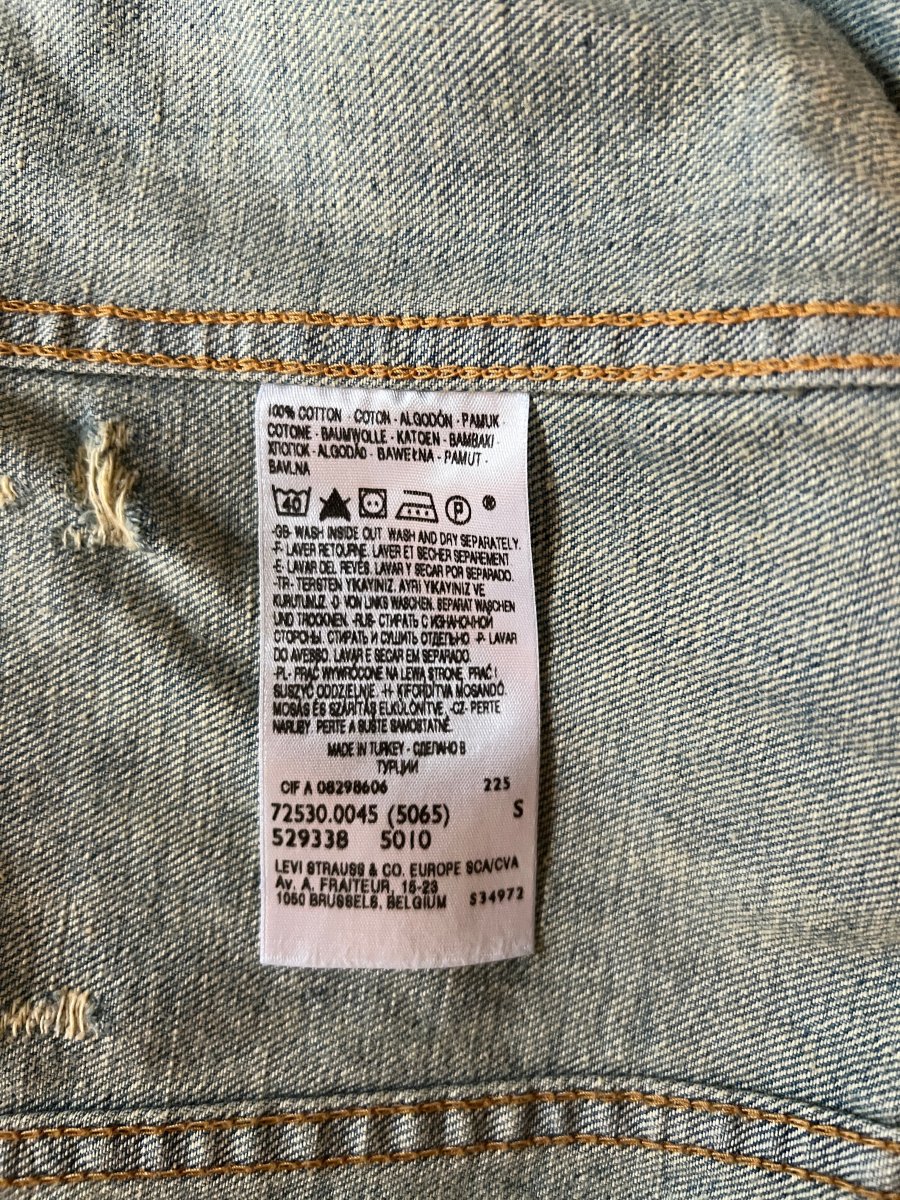 100% COTTON - COTON - ALGODÓN - PAMUK -
COTONE - BAUMWOLLE - KATOEN - BAMBAKI -
ХЛОПОК - ALGODÃO - BAWEŁNA - PAMUT -
BAVLNA
40 P
-GB- WASH INSIDE OUT. WASH AND DRY SEPARATELY.
-F- LAVER RETOURNE. LAVER ET SECHER SEPAREMENT
-E- LAVAR DEL REVÉS. LAVAR Y SECAR POR SEPARADO.
-TR- TERSTEN YIKAYINIZ. AYRI YIKAYINIZ VE
KURUTUNUZ. -D- VON LINKS WASCHEN. SEPARAT WASCHEN
UND TROCKNEN. -RUS- СТИРАТЬ С ИЗНАНОЧНОЙ
СТОРОНЫ. СТИРАТЬ И СУШИТЬ ОТДЕЛЬНО -P- LAVAR
DO AVESSO. LAVAR E SECAR EM SEPARADO.
-PL- PRAĆ WYWRÓCONE NA LEWĄ STRONĘ. PRAĆ I
SUSZYĆ ODDZIELNIE. -H- KIFORDÍTVA MOSANDÓ.
MOSÁS ÉS SZÁRÍTÁS ELKÜLÖNÍTVE. -CZ- PERTE
NARUBY. PERTE A SUŠTE SAMOSTATNĚ.
MADE IN TURKEY - СДЕЛАНО В
ТУРЦИИ
CIF A 08298606 225
72530.0045 (5065) S
529338 5010
LEVI STRAUSS & CO. EUROPE SCA/CVA
Av. A. FRAITEUR, 15-23
1050 BRUSSELS, BELGIUM S34972